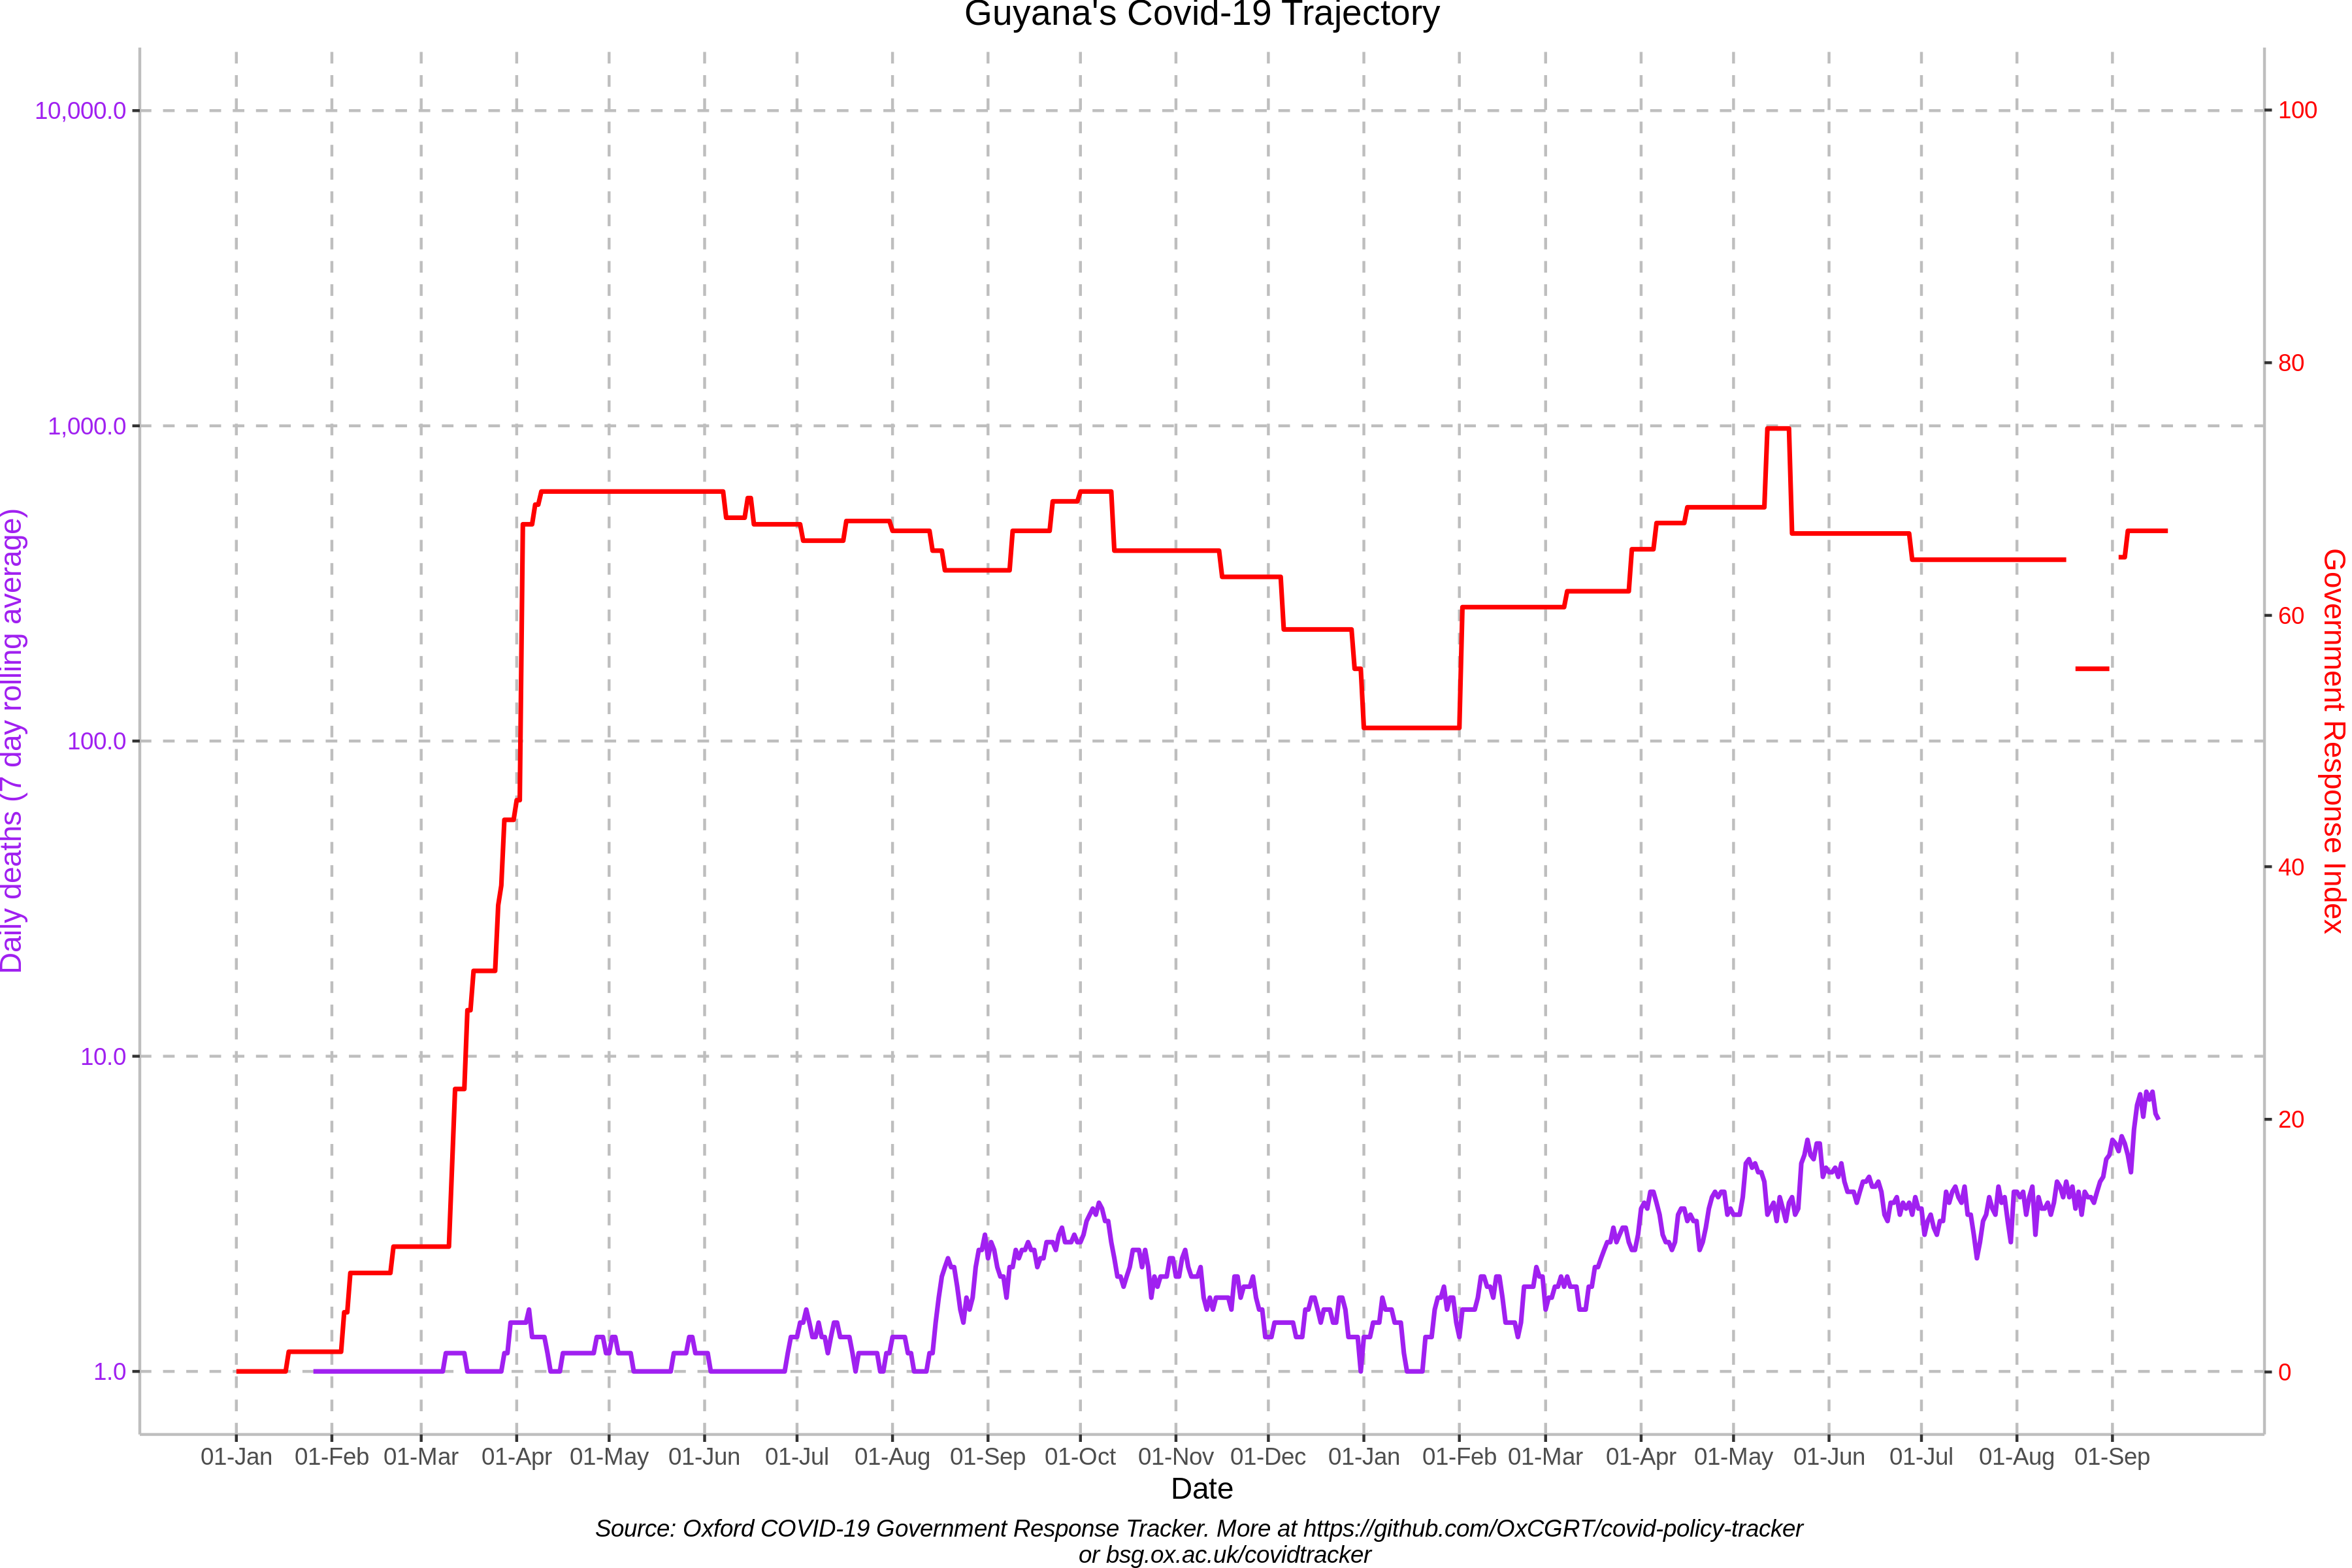 Guyana's Covid-19 Trajectory
10,000.0
1,000.0
100.0
10.0
1.0
Daily deaths (7 day rolling average)
100
80
60
40
20
0
Government Response Index
01-Jan 01-Feb 01-Mar 01-Apr 01-May 01-Jun 01-Jul 01-Aug 01-Sep 01-Oct 01-Nov 01-Dec 01-Jan 01-Feb 01-Mar 01-Apr 01-May 01-Jun 01-Jul 01-Aug 01-Sep
Date
Source: Oxford COVID-19 Government Response Tracker. More at https://github.com/OxCGRT/covid-policy-tracker
or bsg.ox.ac.uk/covidtracker